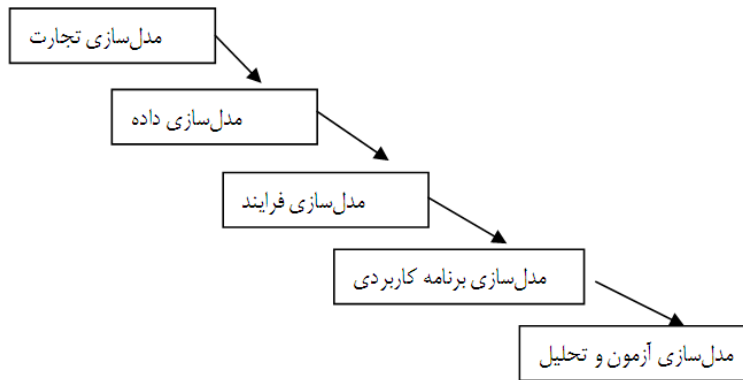 مدل‌سازی تجارت
مدل‌سازی داده
مدل‌سازی فرایند
مدل‌سازی برنامه کاربردی
مدل‌سازی آزمون و تحلیل